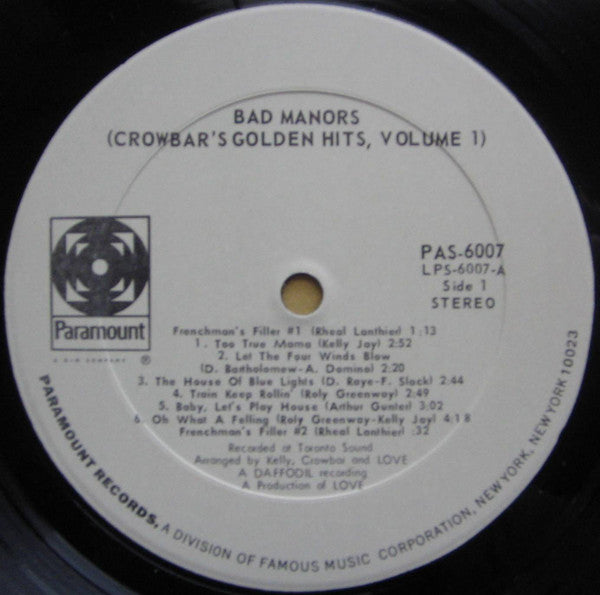 BAD MANORS
(CROWBAR'S GOLDEN HITS, VOLUME 1)
Paramount
A G+W COMPANY ®
PAS-6007
LPS-6007-A
Side 1
STEREO
Frenchman's Filler #1 (Rheal Lanthier) 1:13
1. Too True Mama (Kelly Jay) 2:52
2. Let The Four Winds Blow
(D. Bartholomew-A. Domino) 2:20
3. The House Of Blue Lights (D. Raye-F. Slack) 2:44
4. Train Keep Rollin' (Roly Greenway) 2:49
5. Baby, Let's Play House (Arthur Gunter) 3:02
6. Oh What A Felling (Roly Greenway-Kelly Jay) 4:18
Frenchman's Filler #2 (Rheal Lanthier) :32
Recorded at Toronto Sound
Arranged by Kelly, Crowbar and LOVE
A DAFFODIL recording
A Production of LOVE
PARAMOUNT RECORDS, A DIVISION OF FAMOUS MUSIC CORPORATION, NEW YORK, NEW YORK 10023